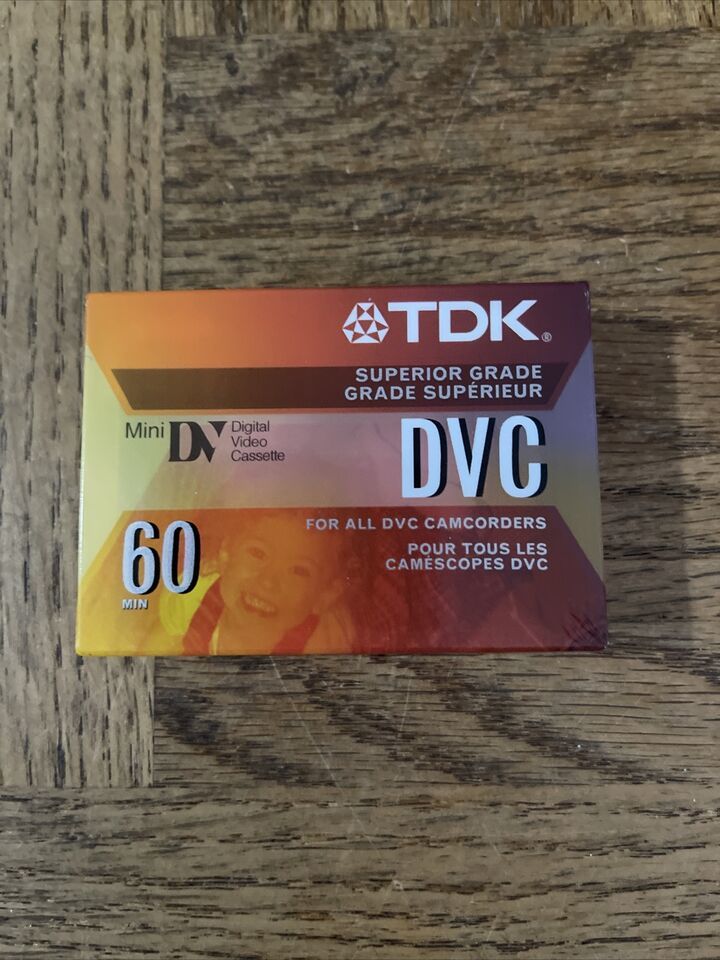 TDK®
SUPERIOR GRADE
GRADE SUPÉRIEUR
Mini DV Digital
Video
Cassette
DVC
60
MIN
FOR ALL DVC CAMCORDERS
POUR TOUS LES
CAMÉSCOPES DVC